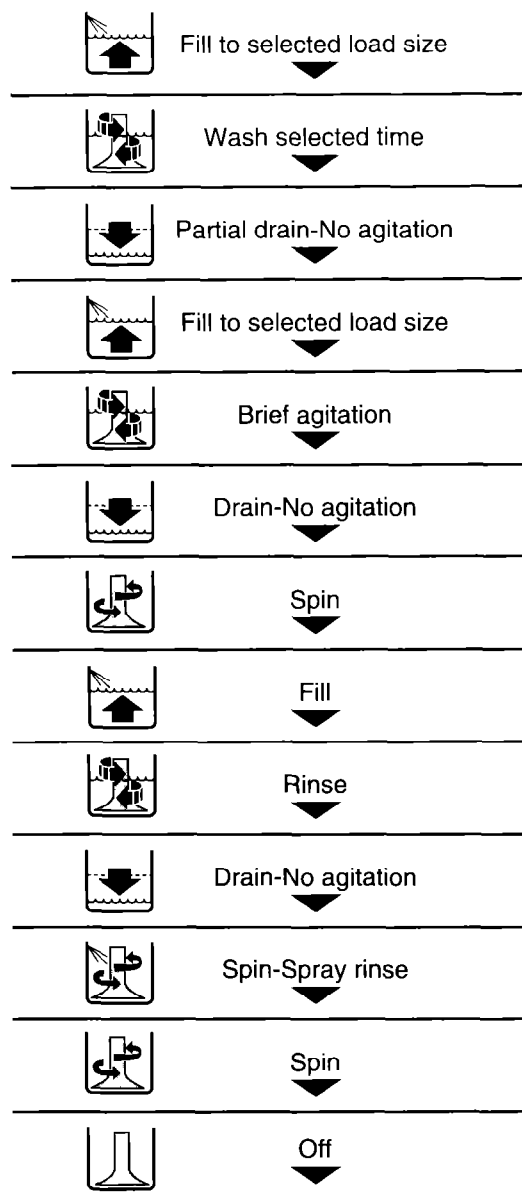 Fill to selected load size
Wash selected time
Partial drain-No agitation
Fill to selected load size
Brief agitation
Drain-No agitation
Spin
Fill
Rinse
Drain-No agitation
Spin-Spray rinse
Spin
Off